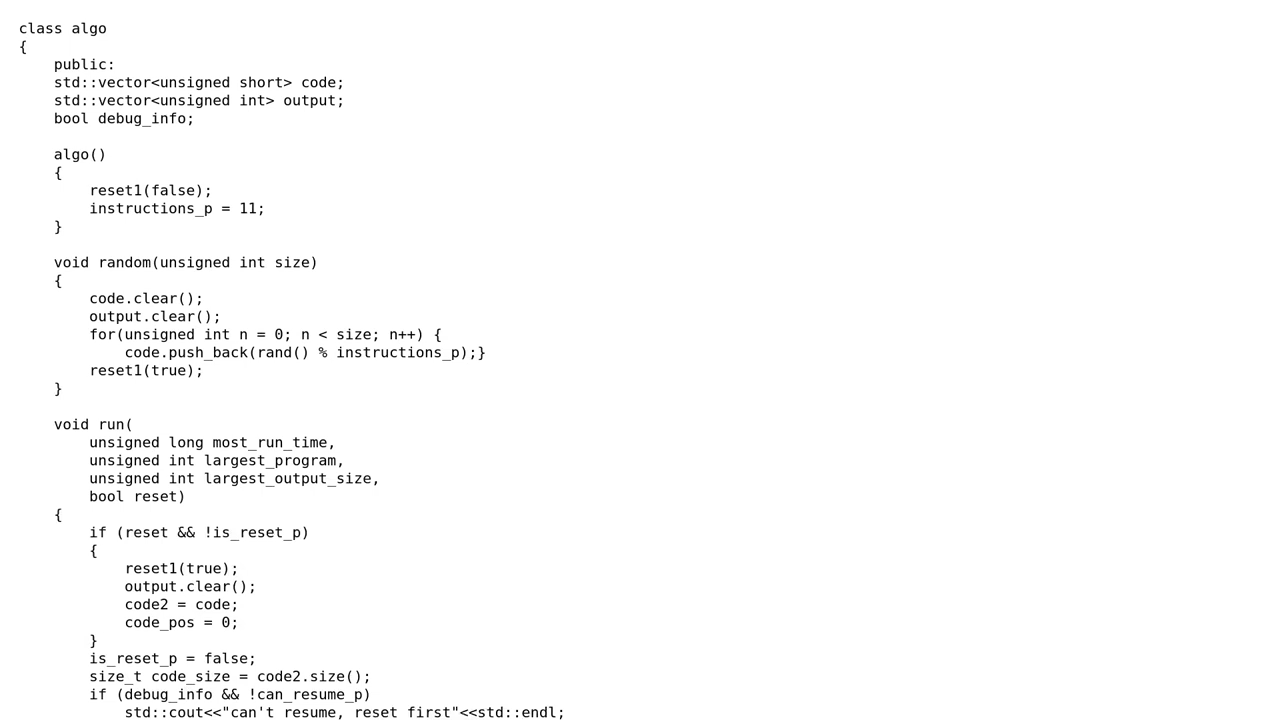 class algo
{
    public:
    std::vector<unsigned short> code;
    std::vector<unsigned int> output;
    bool debug_info;

    algo()
    {
        reset1(false);
        instructions_p = 11;
    }

    void random(unsigned int size)
    {
        code.clear();
        output.clear();
        for(unsigned int n = 0; n < size; n++) {
            code.push_back(rand() % instructions_p);}
        reset1(true);
    }

    void run(
        unsigned long most_run_time,
        unsigned int largest_program,
        unsigned int largest_output_size,
        bool reset)
    {
        if (reset && !is_reset_p)
        {
            reset1(true);
            output.clear();
            code2 = code;
            code_pos = 0;
        }
        is_reset_p = false;
        size_t code_size = code2.size();
        if (debug_info && !can_resume_p)
            std::cout<<"can't resume, reset first"<<std::endl;